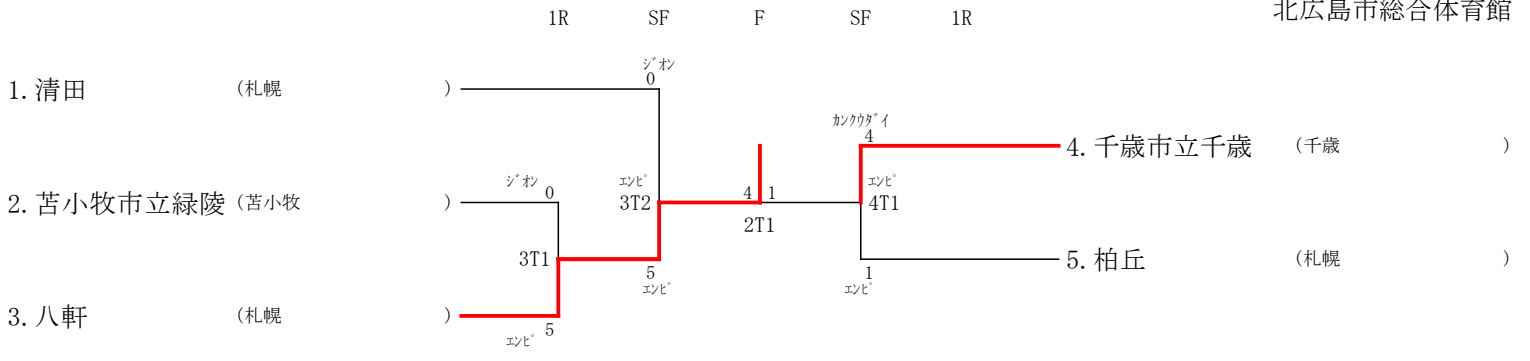 北広島市総合体育館
1R SF F SF 1R
ｼﾞｵﾝ
0
1. 清田 (札幌 )
ｶﾝｸｳﾀﾞｲ
4
4. 千歳市立千歳 (千歳 )
ｼﾞｵﾝ 0
ｴﾝﾋﾟ
3T2
4 1
ｴﾝﾋﾟ
4T1
2. 苫小牧市立緑陵 (苫小牧 )
2T1
3T1
5
ｴﾝﾋﾟ
1
ｴﾝﾋﾟ
5. 柏丘 (札幌 )
3. 八軒 (札幌 )
ｴﾝﾋﾟ 5